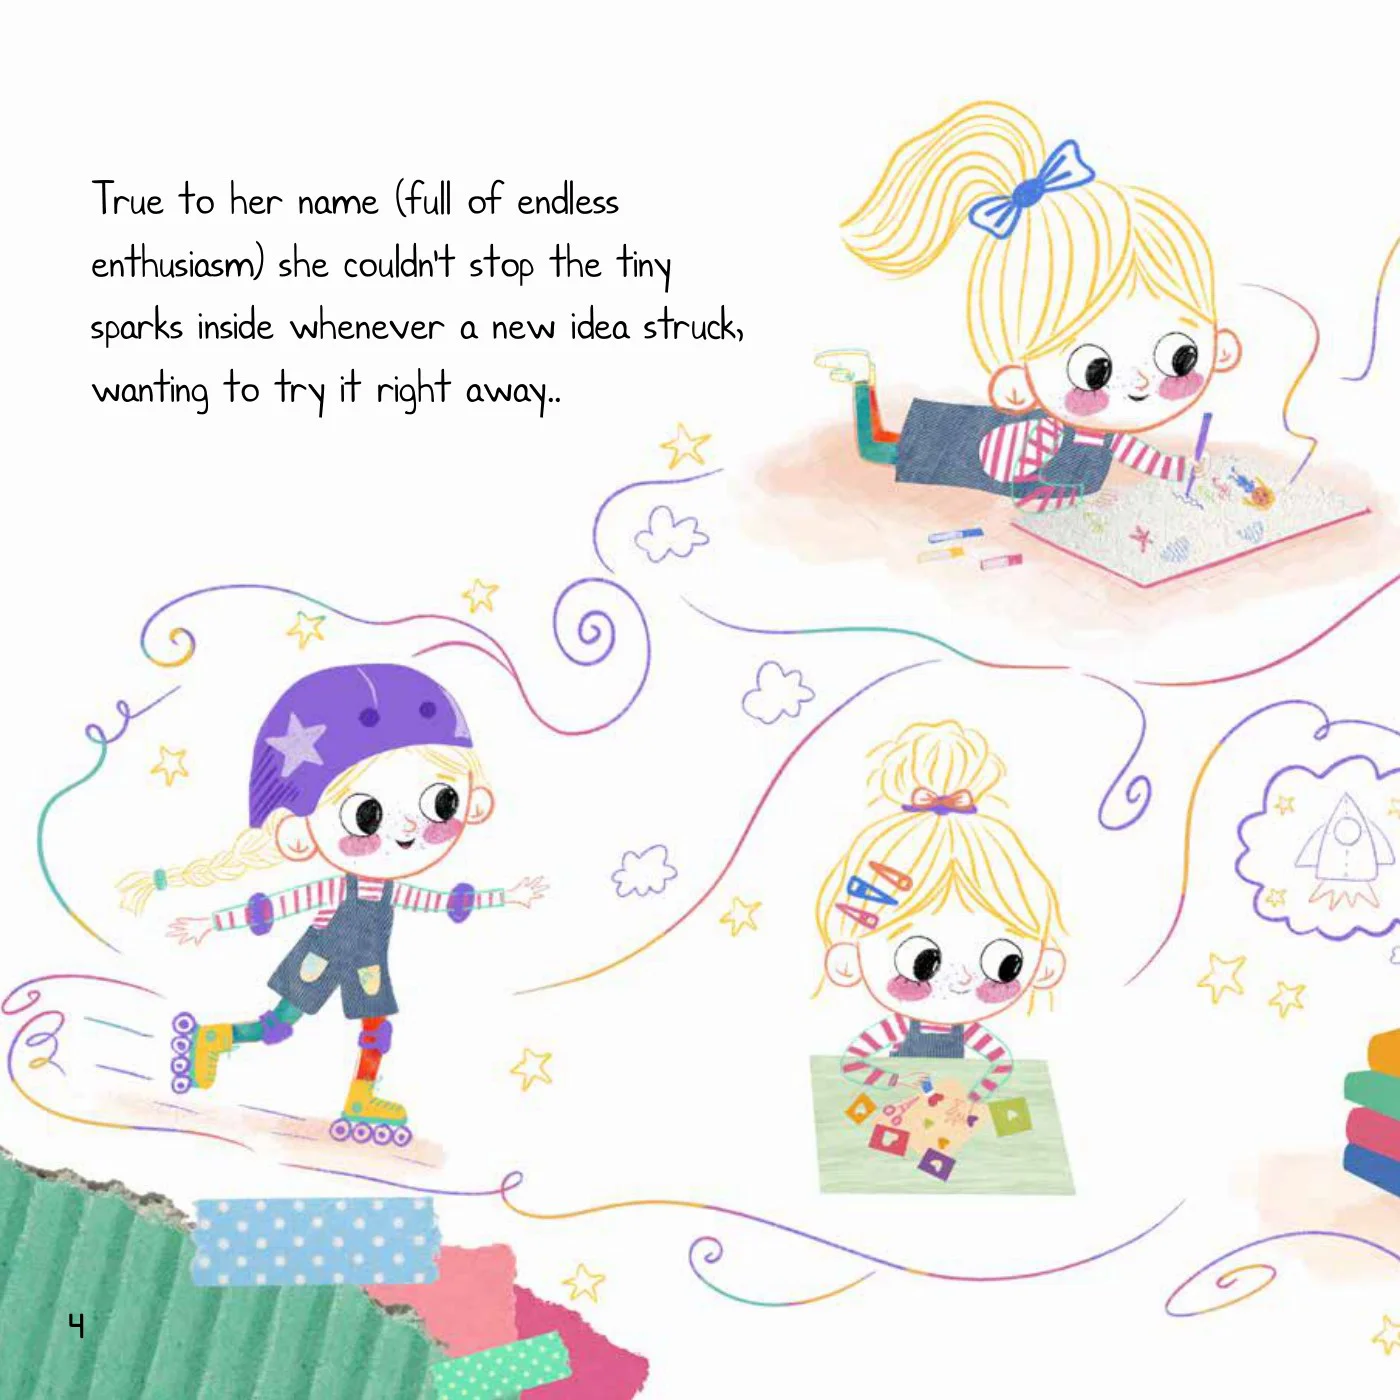 True to her name (full of endless
enthusiasm) she couldn't stop the tiny
sparks inside whenever a new idea struck,
wanting to try it right away..
4